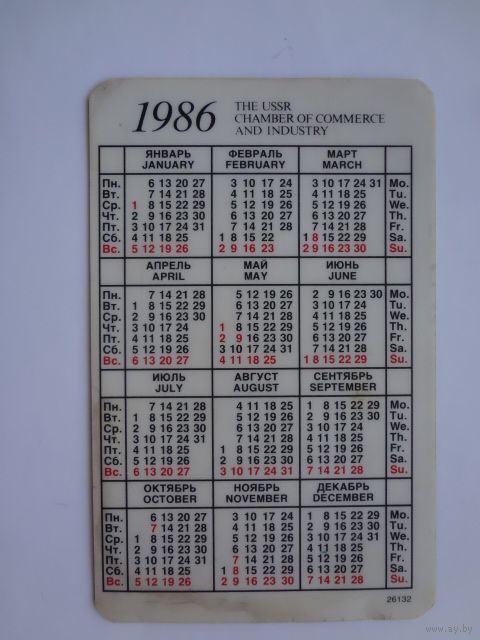 1986 THE USSR
CHAMBER OF COMMERCE
AND INDUSTRY
ЯНВАРЬ ФЕВРАЛЬ МАРТ
JANUARY FEBRUARY MARCH
Пн. 6 13 20 27 3 10 17 24 3 10 17 24 31 Mo.
Вт. 7 14 21 28 4 11 18 25 4 11 18 25 Tu.
Ср. 1 8 15 22 29 5 12 19 26 5 12 19 26 We.
Чт. 2 9 16 23 30 6 13 20 27 6 13 20 27 Th.
Пт. 3 10 17 24 31 7 14 21 28 7 14 21 28 Fr.
Сб. 4 11 18 25 1 8 15 22 1 8 15 22 29 Sa.
Вс. 5 12 19 26 2 9 16 23 2 9 16 23 30 Su.
АПРЕЛЬ МАЙ ИЮНЬ
APRIL MAY JUNE
Пн. 7 14 21 28 5 12 19 26 2 9 16 23 30 Mo.
Вт. 1 8 15 22 29 6 13 20 27 3 10 17 24 Tu.
Ср. 2 9 16 23 30 7 14 21 28 4 11 18 25 We.
Чт. 3 10 17 24 1 8 15 22 29 5 12 19 26 Th.
Пт. 4 11 18 25 2 9 16 23 30 6 13 20 27 Fr.
Сб. 5 12 19 26 3 10 17 24 31 7 14 21 28 Sa.
Вс. 6 13 20 27 4 11 18 25 1 8 15 22 29 Su.
ИЮЛЬ АВГУСТ СЕНТЯБРЬ
JULY AUGUST SEPTEMBER
Пн. 7 14 21 28 4 11 18 25 1 8 15 22 29 Mo.
Вт. 1 8 15 22 29 5 12 19 26 2 9 16 23 30 Tu.
Ср. 2 9 16 23 30 6 13 20 27 3 10 17 24 We.
Чт. 3 10 17 24 31 7 14 21 28 4 11 18 25 Th.
Пт. 4 11 18 25 1 8 15 22 29 5 12 19 26 Fr.
Сб. 5 12 19 26 2 9 16 23 30 6 13 20 27 Sa.
Вс. 6 13 20 27 3 10 17 24 31 7 14 21 28 Su.
ОКТЯБРЬ НОЯБРЬ ДЕКАБРЬ
OCTOBER NOVEMBER DECEMBER
Пн. 6 13 20 27 3 10 17 24 1 8 15 22 29 Mo.
Вт. 7 14 21 28 4 11 18 25 2 9 16 23 30 Tu.
Ср. 1 8 15 22 29 5 12 19 26 3 10 17 24 31 We.
Чт. 2 9 16 23 30 6 13 20 27 4 11 18 25 Th.
Пт. 3 10 17 24 31 7 14 21 28 5 12 19 26 Fr.
Сб. 4 11 18 25 1 8 15 22 29 6 13 20 27 Sa.
Вс. 5 12 19 26 2 9 16 23 30 7 14 21 28 Su.
26132
www.ay.by